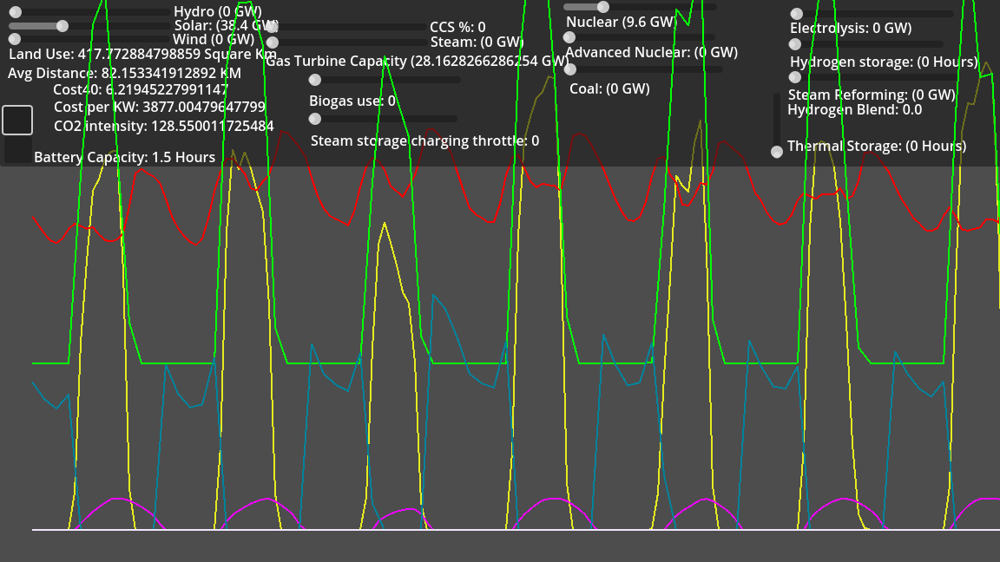 Hydro (0 GW)
Solar: (38.4 GW)
Wind (0 GW)
Land Use: 417.772884798859 Square Km
Avg Distance: 82.153341912892 KM
Cost40: 6.21945227991147
Cost per KW: 3877.00479647799
CO2 intensity: 128.550011725484
Battery Capacity: 1.5 Hours
CCS %: 0
Steam: (0 GW)
Gas Turbine Capacity (28.1628266286254 GW)
Biogas use: 0
Steam storage charging throttle: 0
Nuclear (9.6 GW)
Advanced Nuclear: (0 GW)
Coal: (0 GW)
Electrolysis: 0 GW)
Hydrogen storage: (0 Hours)
Steam Reforming: (0 GW)
Hydrogen Blend: 0.0
Thermal Storage: (0 Hours)